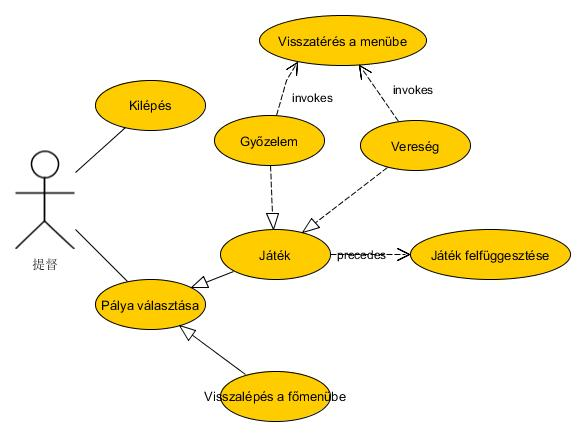 Visszatérés a menübe
invokes
invokes
Kilépés
Győzelem
Vereség
提督
Játék
precedes
Játék felfüggesztése
Pálya választása
Visszalépés a főmenübe